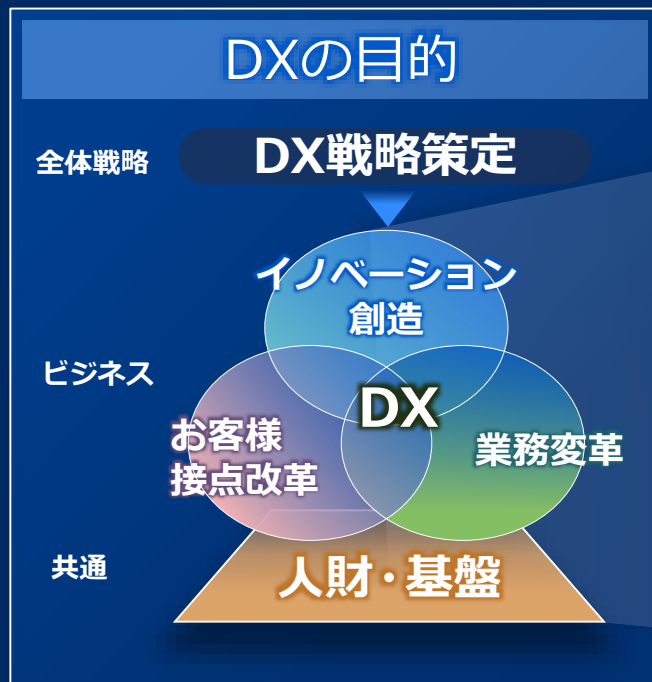 DXの目的
全体戦略
DX戦略策定
イノベーション
創造
ビジネス
DX
お客様
接点改革
業務変革
共通
人財・基盤